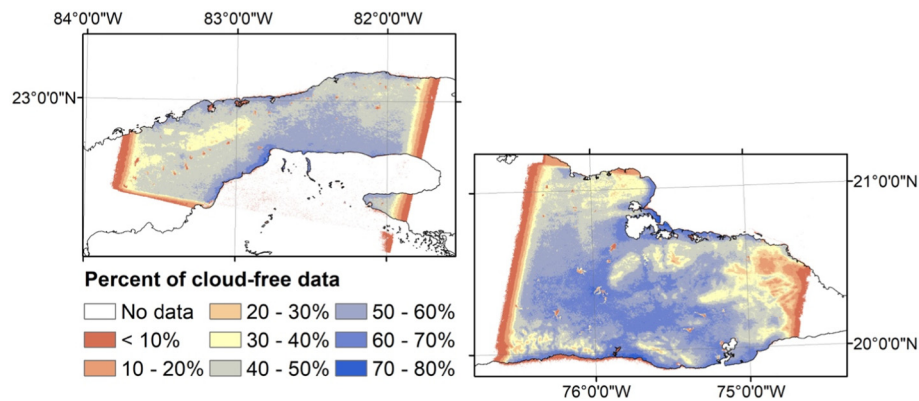 84°0'0"W 83°0'0"W 82°0'0"W
23°0'0"N
21°0'0"N
20°0'0"N
76°0'0"W 75°0'0"W
Percent of cloud-free data
No data 20 - 30% 50 - 60%
< 10% 30 - 40% 60 - 70%
10 - 20% 40 - 50% 70 - 80%